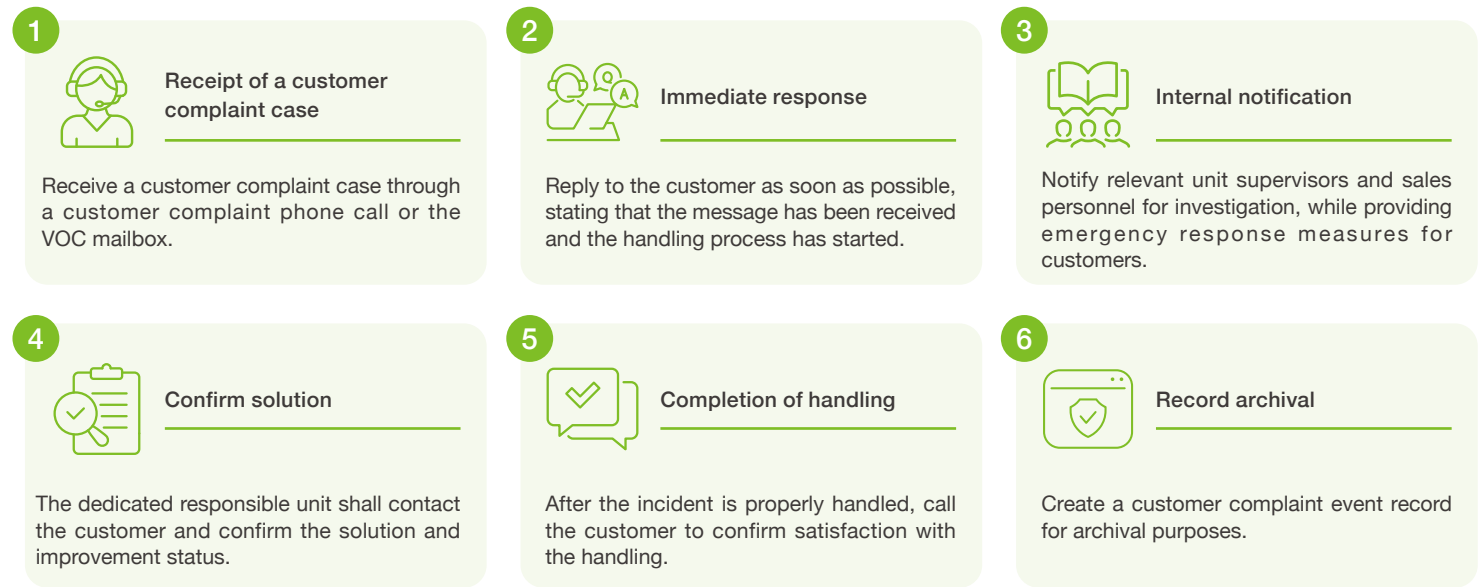 1
Receipt of a customer
complaint case
Receive a customer complaint case through
a customer complaint phone call or the
VOC mailbox.
2
Q
A
Immediate response
Reply to the customer as soon as possible,
stating that the message has been received
and the handling process has started.
3
Internal notification
Notify relevant unit supervisors and sales
personnel for investigation, while providing
emergency response measures for
customers.
4
Confirm solution
The dedicated responsible unit shall contact
the customer and confirm the solution and
improvement status.
5
Completion of handling
After the incident is properly handled, call
the customer to confirm satisfaction with
the handling.
6
Record archival
Create a customer complaint event record
for archival purposes.